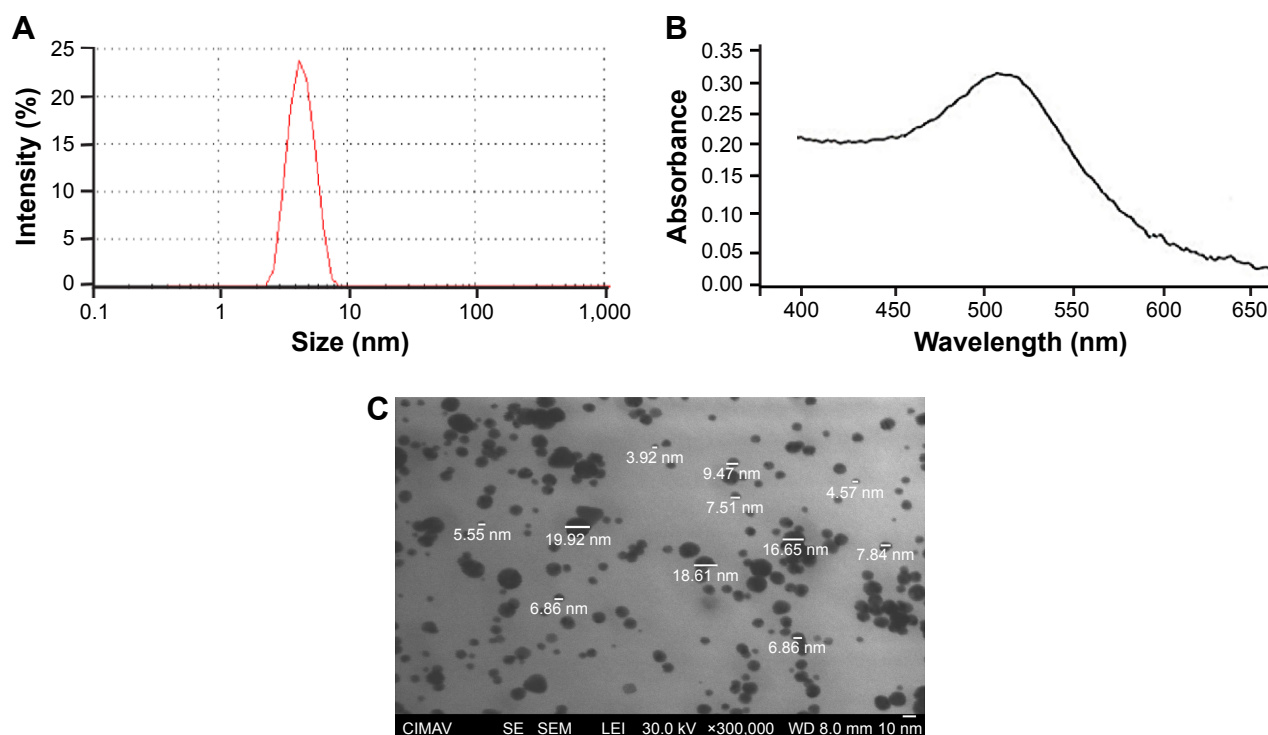 A
Intensity (%)
25
20
15
10
5
0
0.1 1 10 100 1,000
Size (nm)
B
Absorbance
0.35
0.30
0.25
0.20
0.15
0.10
0.05
0.00
400 450 500 550 600 650
Wavelength (nm)
C
3.92 nm
9.47 nm
4.57 nm
7.51 nm
5.55 nm
19.92 nm
16.65 nm
7.84 nm
18.61 nm
6.86 nm
6.86 nm
CIMAV SE SEM LEI 30.0 kV ×300,000 WD 8.0 mm 10 nm